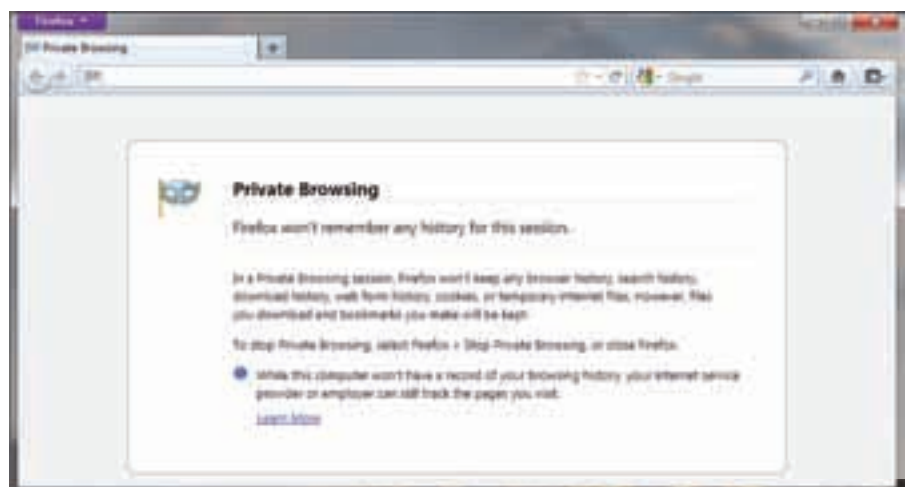 Firefox
Private Browsing
Google
Private Browsing
Firefox won't remember any history for this session.
In a Private Browsing session, Firefox won't keep any browser history, search history,
download history, web form history, cookies, or temporary internet files. However, files
you download and bookmarks you make will be kept.
To stop Private Browsing, select Firefox > Stop Private Browsing, or close Firefox.
While this computer won't have a record of your browsing history, your internet service
provider or employer can still track the pages you visit.
Learn More